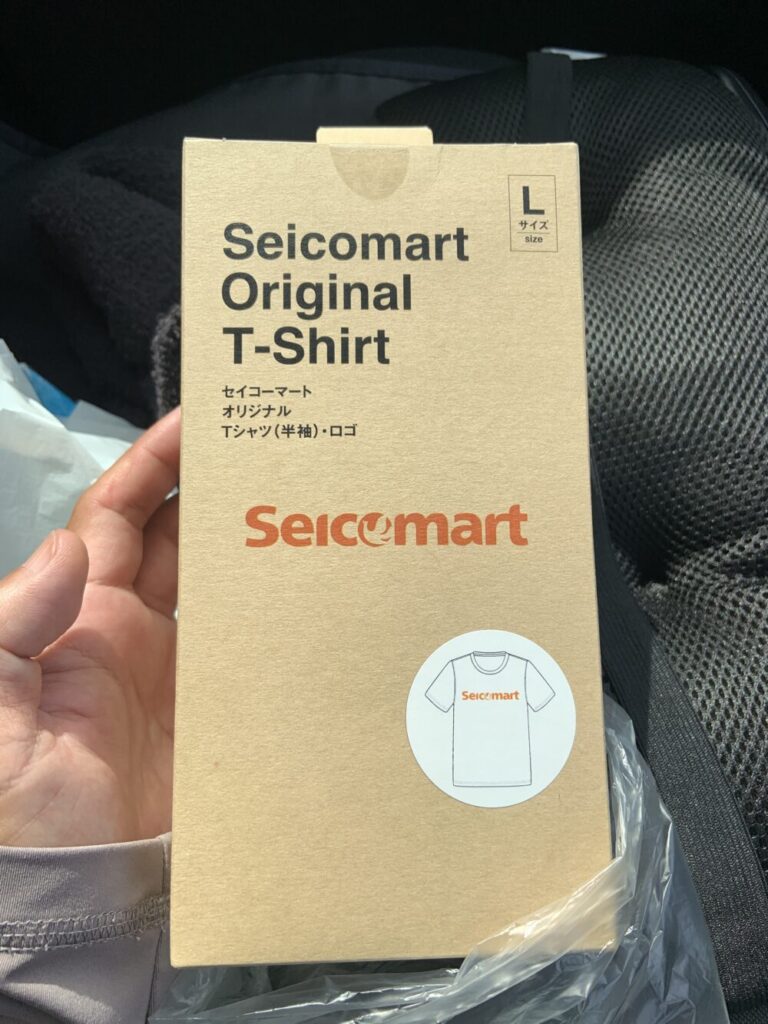 L
サイズ
size
Seicomart
Original
T-Shirt
セイコーマート
オリジナル
Tシャツ(半袖)・ロゴ
Seicomart
Seicomart